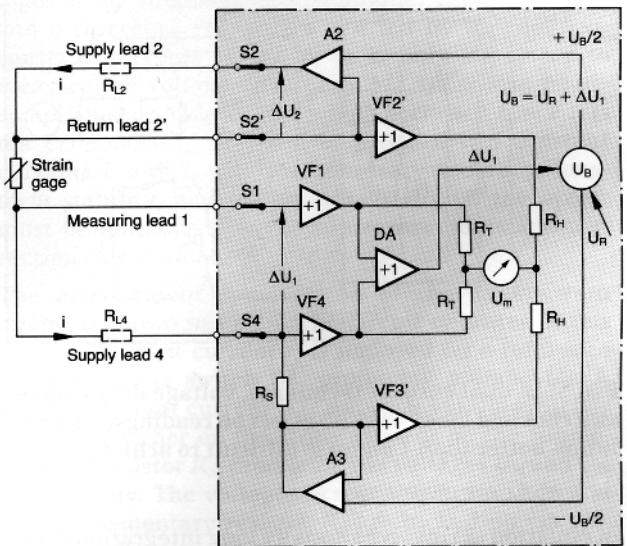 A2
+ U_B/2
Supply lead 2
S2
i
R_L2
ΔU_2
VF2'
U_B = U_R + ΔU_1
Return lead 2'
S2'
+1
ΔU_1
U_B
Strain
gage
S1
VF1
+1
Measuring lead 1
DA
R_T
R_H
U_R
ΔU_1
+1
U_m
R_T
R_H
i
R_L4
S4
VF4
+1
Supply lead 4
R_S
VF3'
+1
A3
− U_B/2